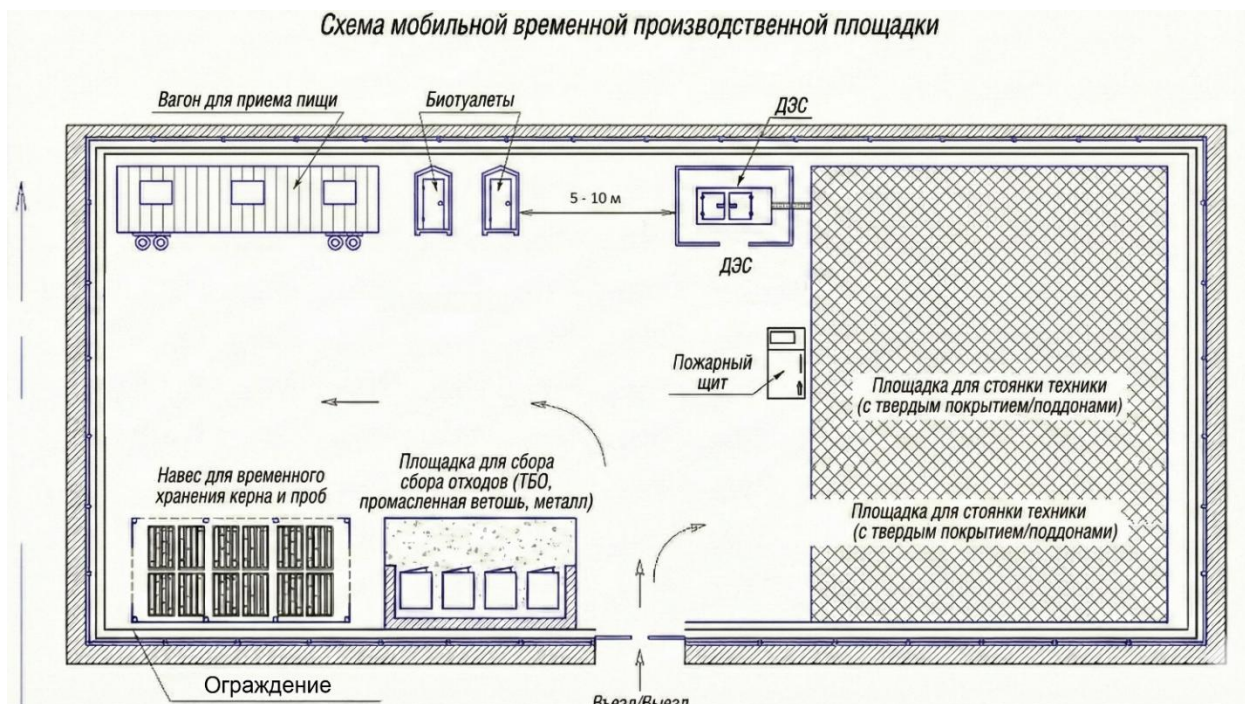 Схема мобильной временной производственной площадки
Вагон для приема пищи
Биотуалеты
ДЭС
5 - 10 м
ДЭС
Пожарный
щит
Площадка для стоянки техники
(с твердым покрытием/поддонами)
Навес для временного
хранения керна и проб
Площадка для сбора
сбора отходов (ТБО,
промасленная ветошь, металл)
Площадка для стоянки техники
(с твердым покрытием/поддонами)
Ограждение
Въезд/Выезд